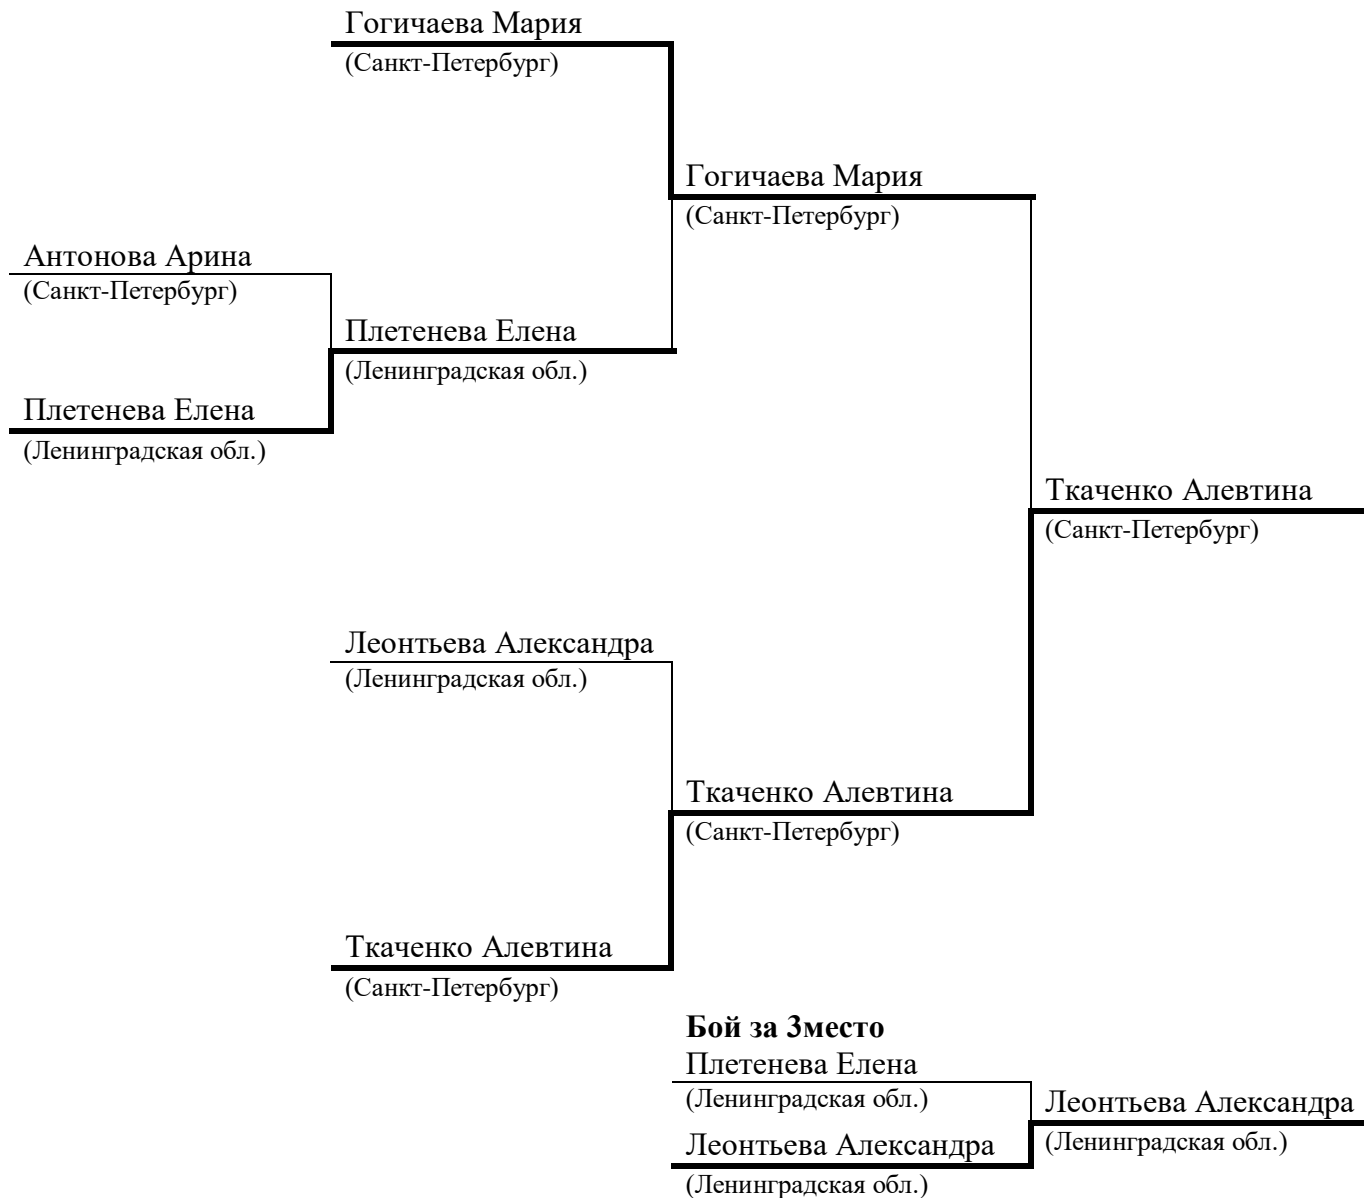 Гогичаева Мария
(Санкт-Петербург)
Гогичаева Мария
(Санкт-Петербург)
Антонова Арина
(Санкт-Петербург)
Плетенева Елена
(Ленинградская обл.)
Плетенева Елена
(Ленинградская обл.)
Ткаченко Алевтина
(Санкт-Петербург)
Леонтьева Александра
(Ленинградская обл.)
Ткаченко Алевтина
(Санкт-Петербург)
Ткаченко Алевтина
(Санкт-Петербург)
Бой за 3место
Плетенева Елена
(Ленинградская обл.)
Леонтьева Александра
(Ленинградская обл.)
Леонтьева Александра
(Ленинградская обл.)